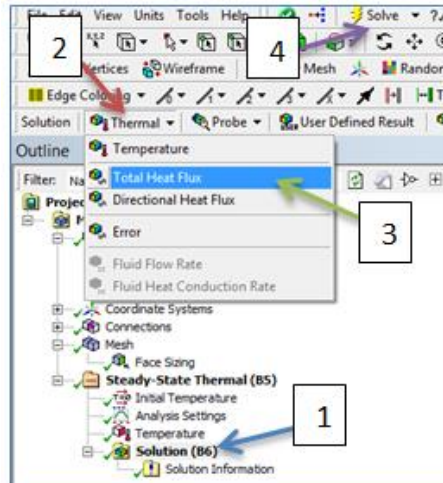 File Edit View Units Tools Help Solve ?
2
4
Vertices Wireframe Mesh Random
Edge Coloring
Solution Thermal Probe User Defined Result
Outline
Temperature
Filter: Na
Total Heat Flux
Projec
Directional Heat Flux
3
Error
Fluid Flow Rate
Fluid Heat Conduction Rate
Coordinate Systems
Connections
Mesh
Face Sizing
Steady-State Thermal (B5)
Initial Temperature
Analysis Settings
1
Temperature
Solution (B6)
Solution Information